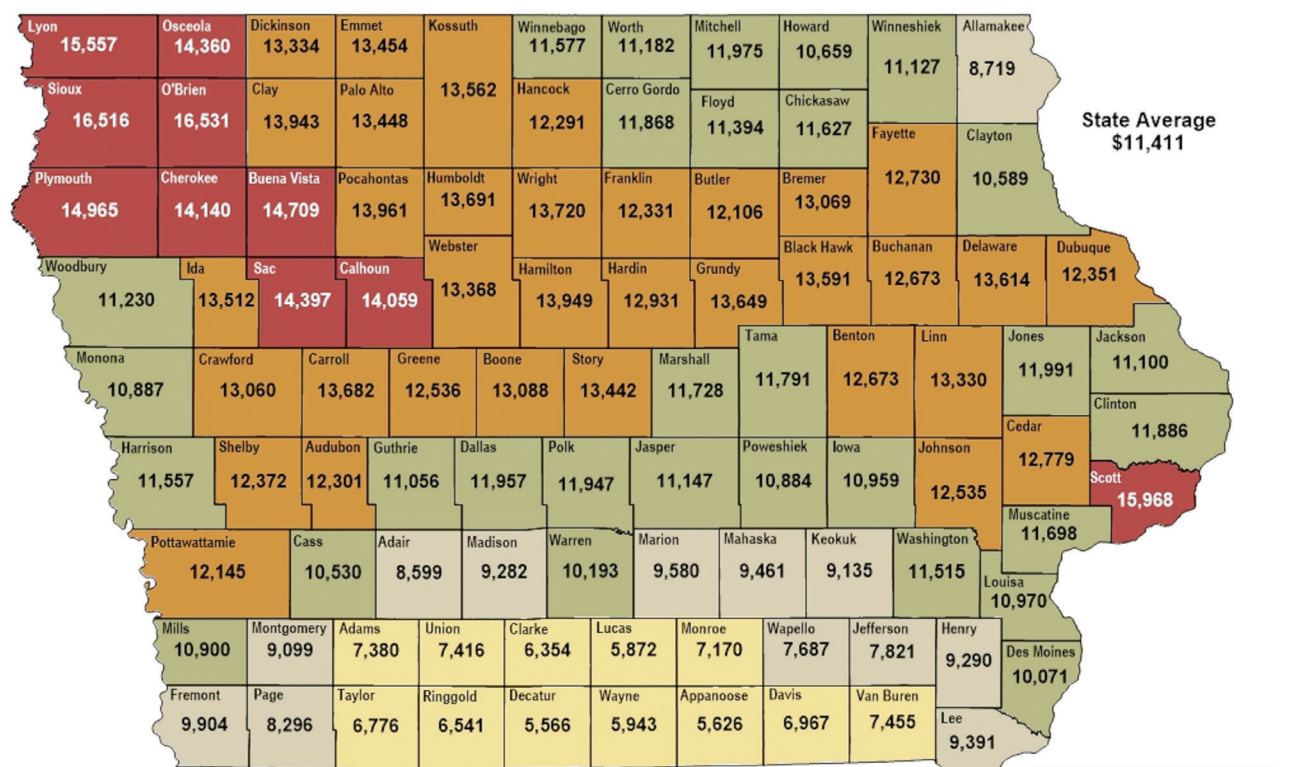 Lyon
15,557
Osceola
14,360
Dickinson
13,334
Emmet
13,454
Kossuth
13,562
Winnebago
11,577
Worth
11,182
Mitchell
11,975
Howard
10,659
Winneshiek
11,127
Allamakee
8,719
State Average
$11,411
Sioux
16,516
O'Brien
16,531
Clay
13,943
Palo Alto
13,448
Hancock
12,291
Cerro Gordo
11,868
Floyd
11,394
Chickasaw
11,627
Fayette
12,730
Clayton
10,589
Plymouth
14,965
Cherokee
14,140
Buena Vista
14,709
Pocahontas
13,961
Humboldt
13,691
Wright
13,720
Franklin
12,331
Butler
12,106
Bremer
13,069
Woodbury
11,230
Ida
13,512
Sac
14,397
Calhoun
14,059
Webster
13,368
Hamilton
13,949
Hardin
12,931
Grundy
13,649
Black Hawk
13,591
Buchanan
12,673
Delaware
13,614
Dubuque
12,351
Monona
10,887
Crawford
13,060
Carroll
13,682
Greene
12,536
Boone
13,088
Story
13,442
Marshall
11,728
Tama
11,791
Benton
12,673
Linn
13,330
Jones
11,991
Jackson
11,100
Clinton
11,886
Harrison
11,557
Shelby
12,372
Audubon
12,301
Guthrie
11,056
Dallas
11,957
Polk
11,947
Jasper
11,147
Poweshiek
10,884
Iowa
10,959
Johnson
12,535
Cedar
12,779
Scott
15,968
Muscatine
11,698
Pottawattamie
12,145
Cass
10,530
Adair
8,599
Madison
9,282
Warren
10,193
Marion
9,580
Mahaska
9,461
Keokuk
9,135
Washington
11,515
Louisa
10,970
Mills
10,900
Montgomery
9,099
Adams
7,380
Union
7,416
Clarke
6,354
Lucas
5,872
Monroe
7,170
Wapello
7,687
Jefferson
7,821
Henry
9,290
Des Moines
10,071
Fremont
9,904
Page
8,296
Taylor
6,776
Ringgold
6,541
Decatur
5,566
Wayne
5,943
Appanoose
5,626
Davis
6,967
Van Buren
7,455
Lee
9,391